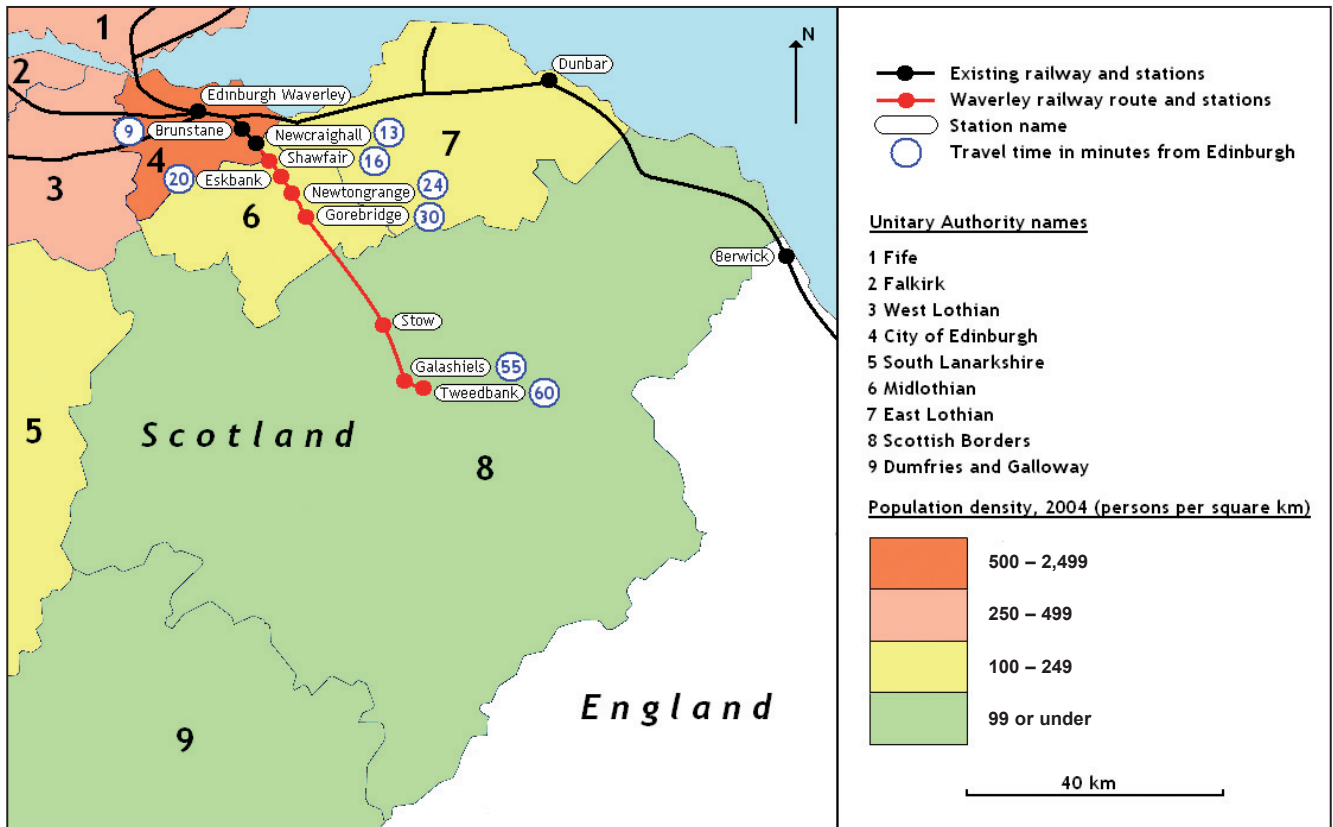 1
2
3
4
5
6
7
8
9
Edinburgh Waverley
Brunstane
9
Newcraighall
13
Shawfair
16
Eskbank
20
Newtongrange
24
Gorebridge
30
Stow
Galashiels
55
Tweedbank
60
Dunbar
Berwick
N
Scotland
England
Existing railway and stations
Waverley railway route and stations
Station name
Travel time in minutes from Edinburgh
Unitary Authority names
1 Fife
2 Falkirk
3 West Lothian
4 City of Edinburgh
5 South Lanarkshire
6 Midlothian
7 East Lothian
8 Scottish Borders
9 Dumfries and Galloway
Population density, 2004 (persons per square km)
500 – 2,499
250 – 499
100 – 249
99 or under
40 km